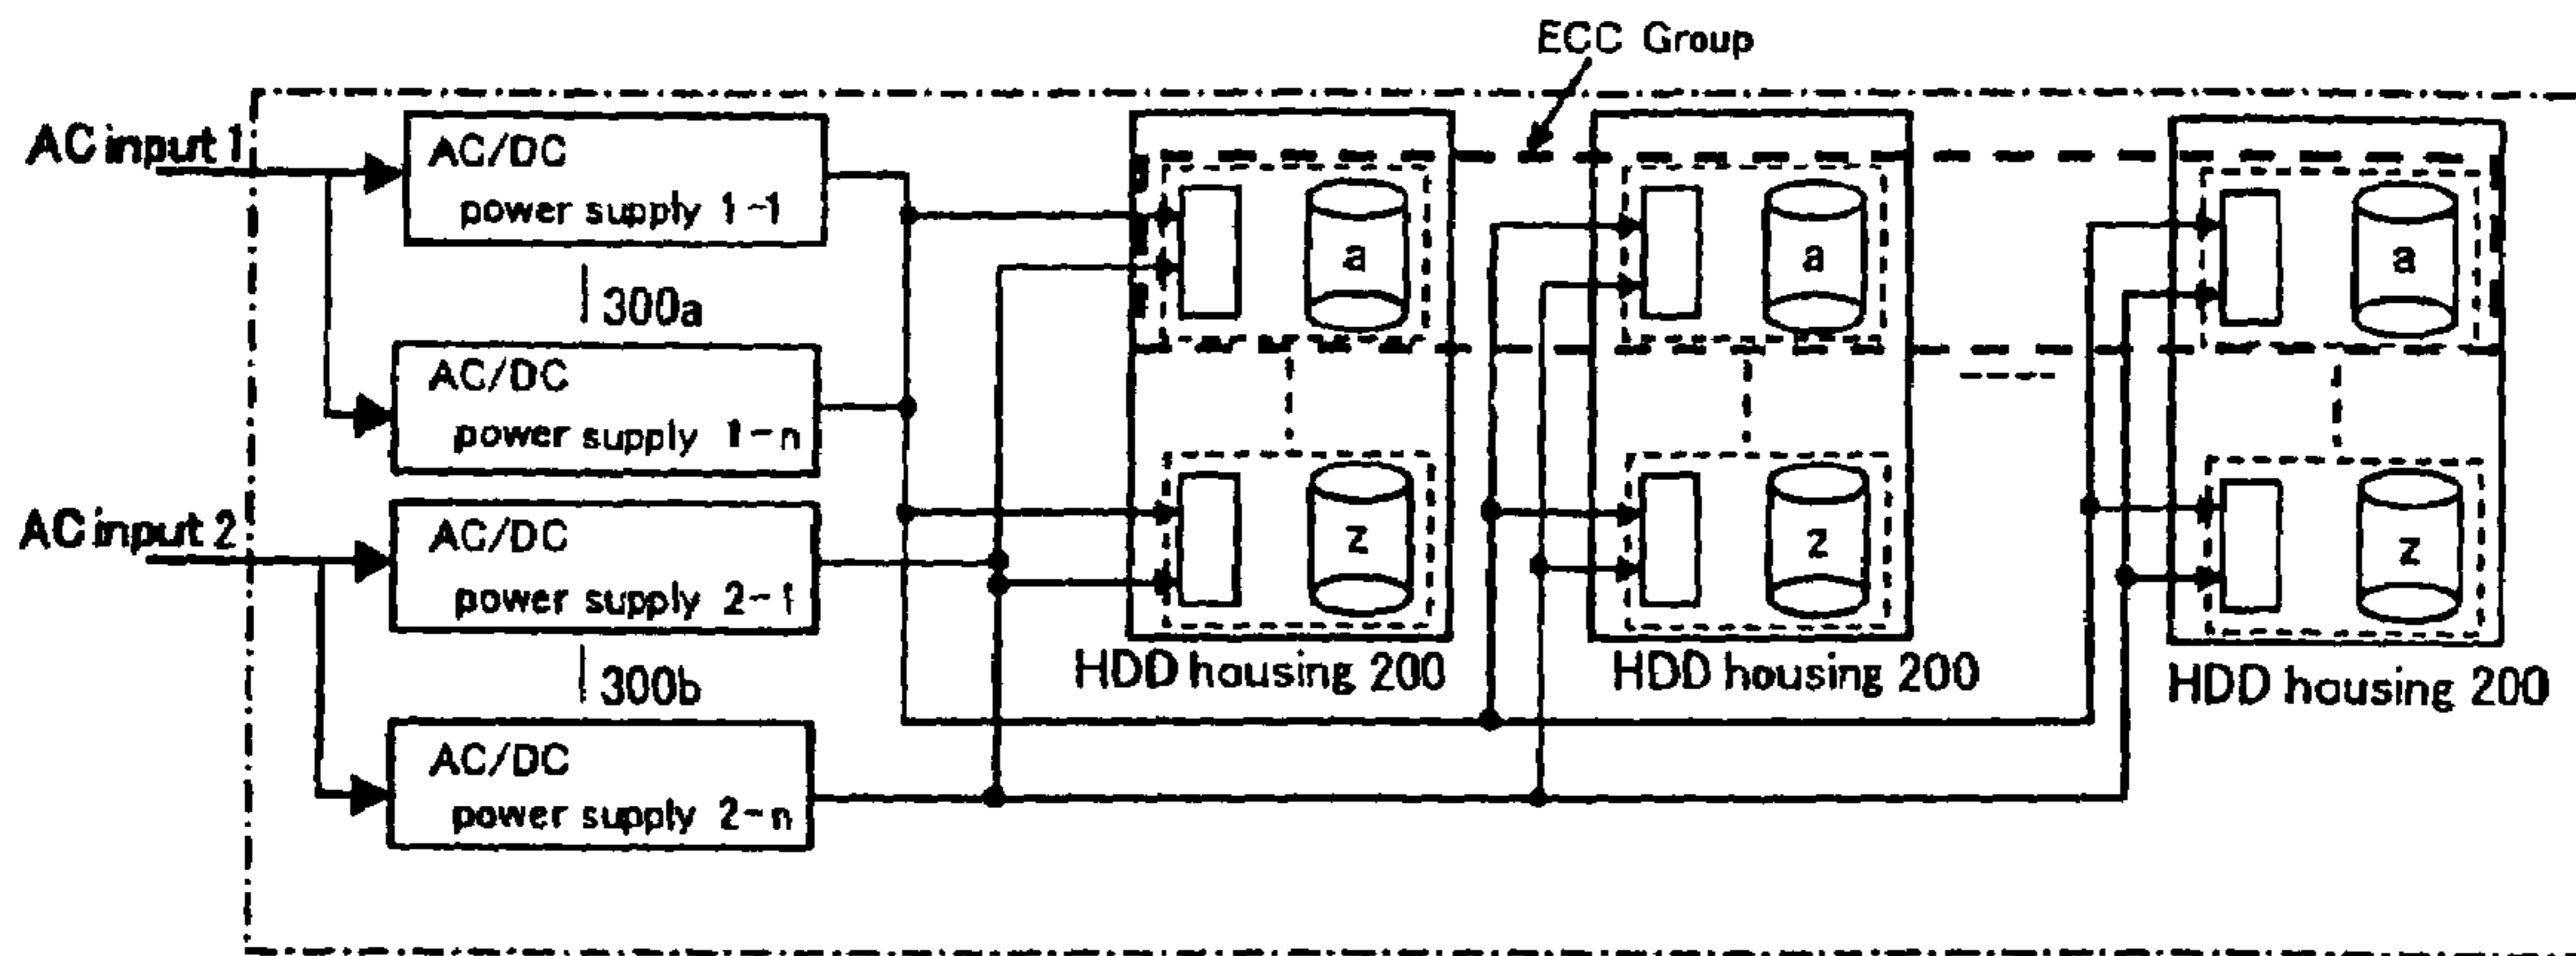 ECC Group
AC input 1
AC/DC
power supply 1-1
300a
AC/DC
power supply 1-n
AC input 2
AC/DC
power supply 2-1
300b
AC/DC
power supply 2-n
a
z
HDD housing 200
a
z
HDD housing 200
a
z
HDD housing 200